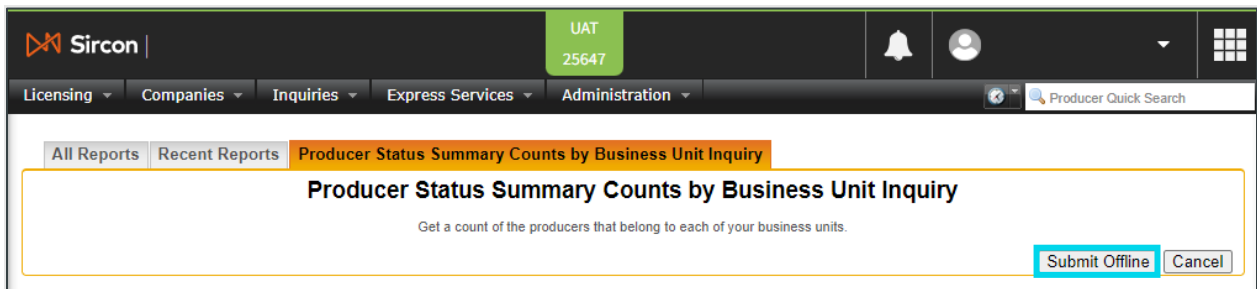 Sircon |
UAT
25647
Licensing Companies Inquiries Express Services Administration Producer Quick Search
All Reports Recent Reports Producer Status Summary Counts by Business Unit Inquiry
Producer Status Summary Counts by Business Unit Inquiry
Get a count of the producers that belong to each of your business units.
Submit Offline Cancel